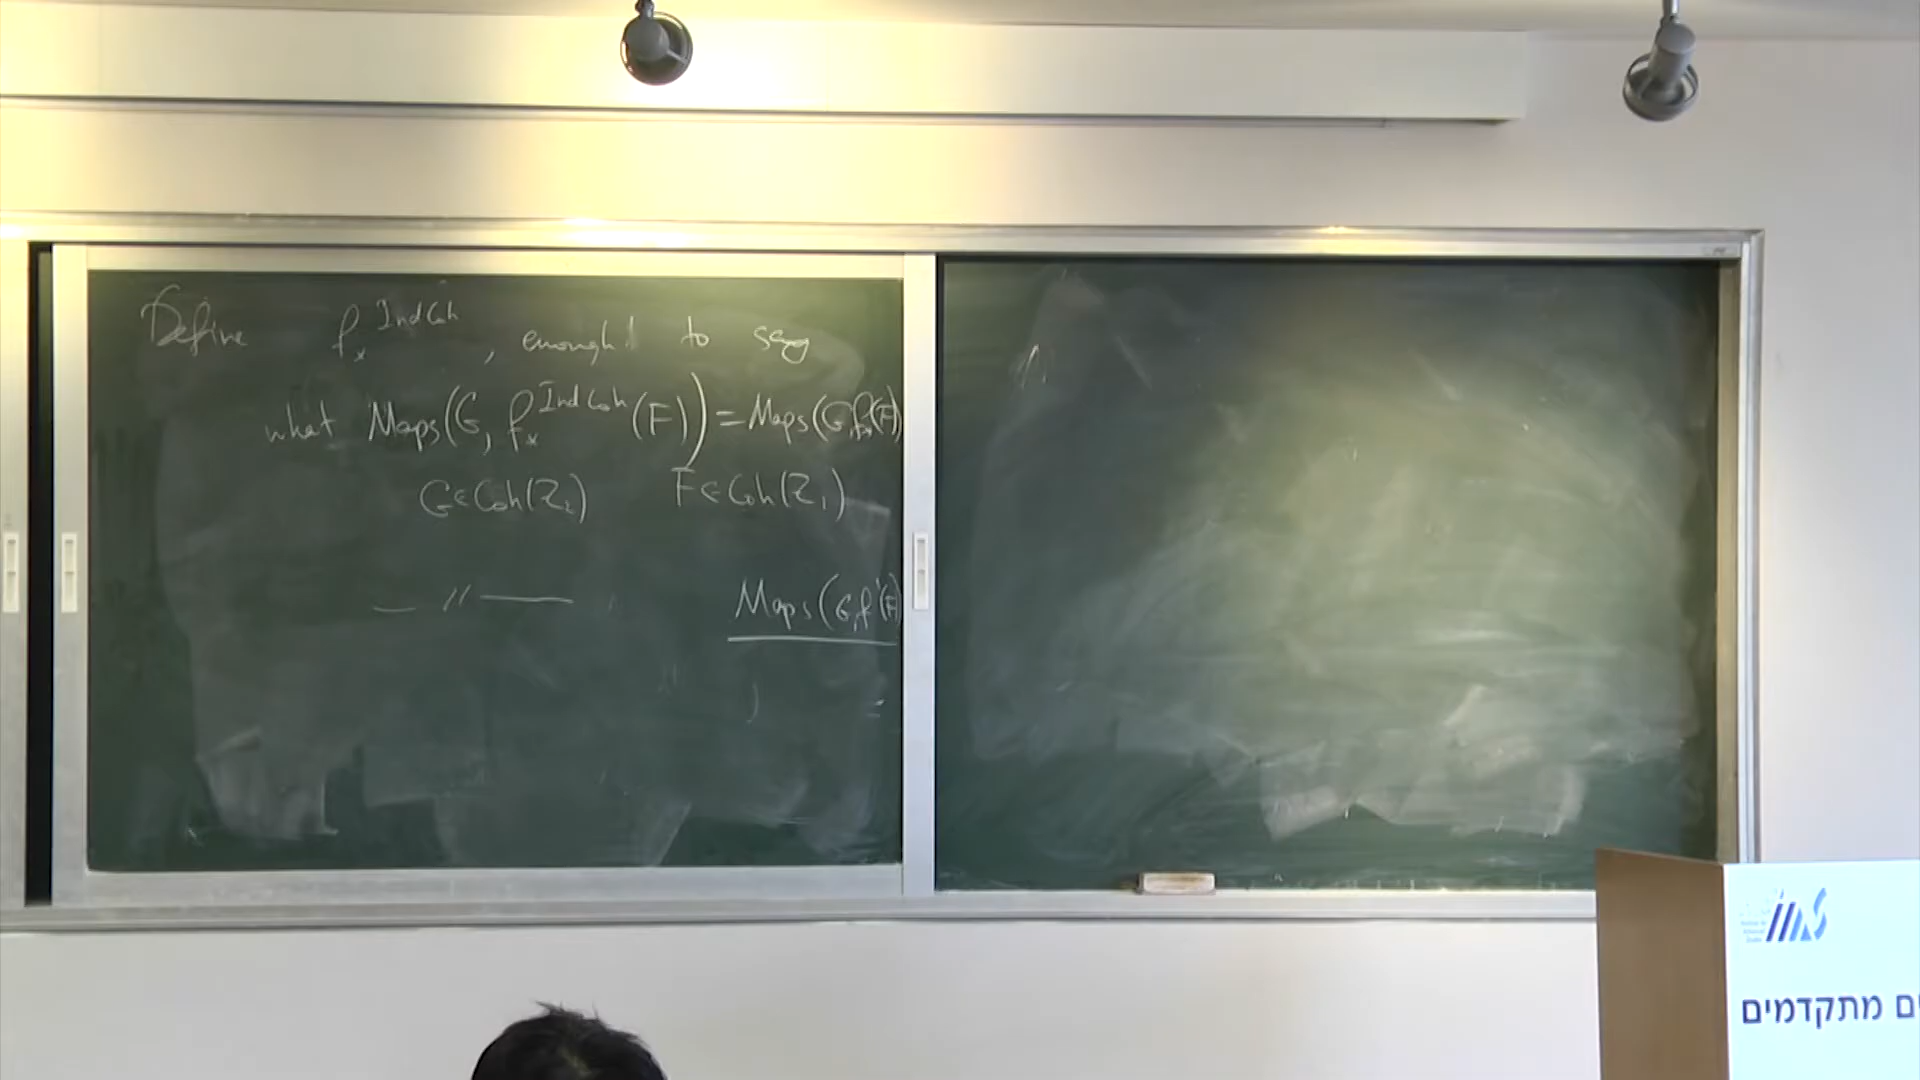 Define f_*^{IndCoh}, enough to say
what Maps(G, f_*^{IndCoh}(F)) = Maps(G, f_*(F)
G∈Coh(Z_2) F∈Coh(Z_1)
— // — Maps(G, f^!(F)
ims
ים מתקדמים